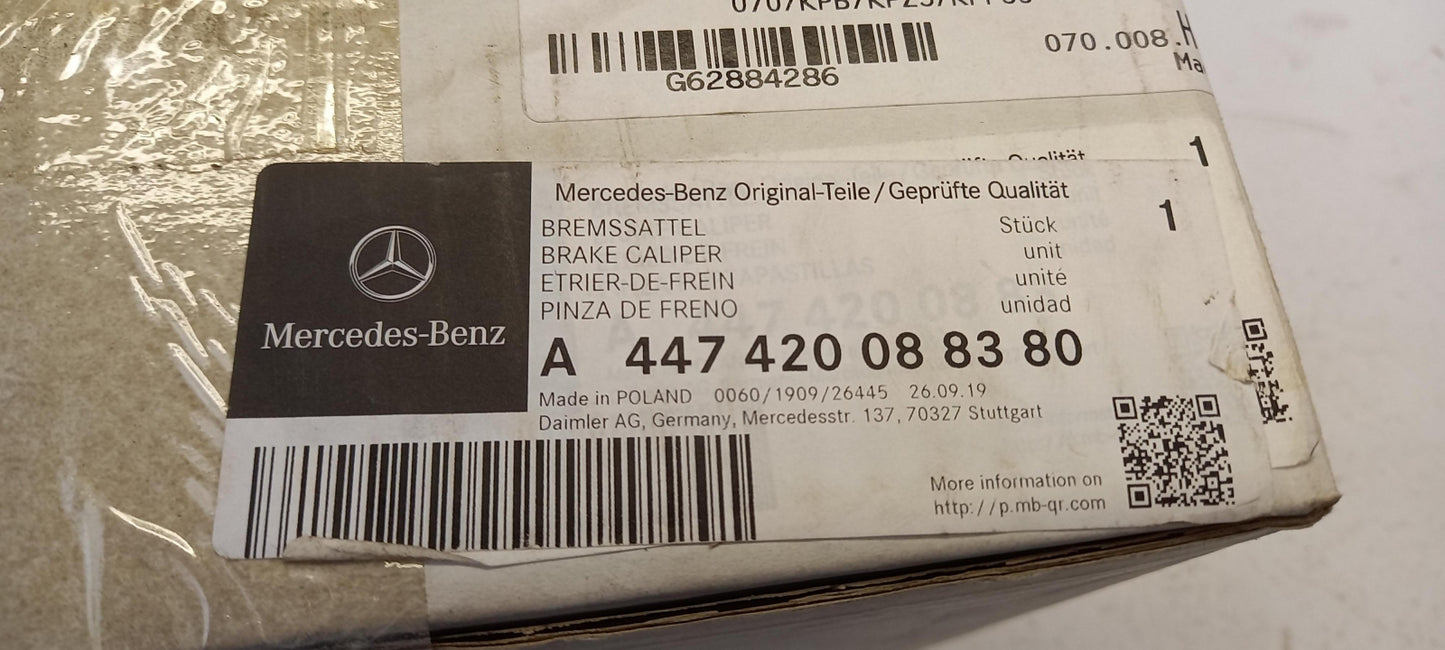 G62884286
070.008.H
Ma
Qualität
1
Mercedes-Benz Original-Teile/Geprüfte Qualität
BREMSSATTEL Stück 1
BRAKE CALIPER unit
ETRIER-DE-FREIN unité
PINZA DE FRENO unidad
Mercedes-Benz
A 447 420 08 83 80
Made in POLAND 0060/1909/26445 26.09.19
Daimler AG, Germany, Mercedesstr. 137, 70327 Stuttgart
More information on
http://p.mb-qr.com